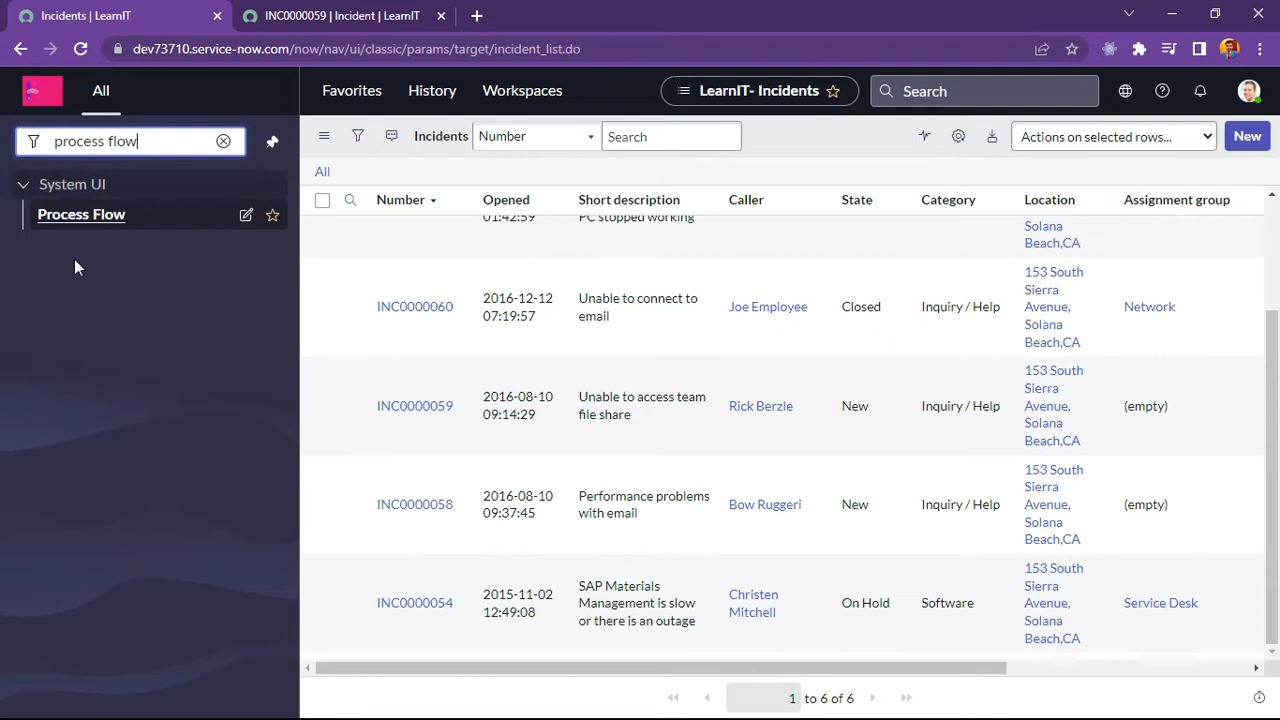 Incidents | LearnIT
INC0000059 | Incident | LearnIT
dev73710.service-now.com/now/nav/ui/classic/params/target/incident_list.do
All
Favorites
History
Workspaces
LearnIT- Incidents
Search
process flow
System UI
Process Flow
Incidents
Number
Search
Actions on selected rows...
New
All
Number
Opened
Short description
Caller
State
Category
Location
Assignment group
01:42:59
PC stopped working
Solana
Beach,CA
INC0000060
2016-12-12
07:19:57
Unable to connect to
email
Joe Employee
Closed
Inquiry / Help
153 South
Sierra
Avenue,
Solana
Beach,CA
Network
INC0000059
2016-08-10
09:14:29
Unable to access team
file share
Rick Berzle
New
Inquiry / Help
153 South
Sierra
Avenue,
Solana
Beach,CA
(empty)
INC0000058
2016-08-10
09:37:45
Performance problems
with email
Bow Ruggeri
New
Inquiry / Help
153 South
Sierra
Avenue,
Solana
Beach,CA
(empty)
INC0000054
2015-11-02
12:49:08
SAP Materials
Management is slow
or there is an outage
Christen
Mitchell
On Hold
Software
153 South
Sierra
Avenue,
Solana
Beach,CA
Service Desk
1 to 6 of 6